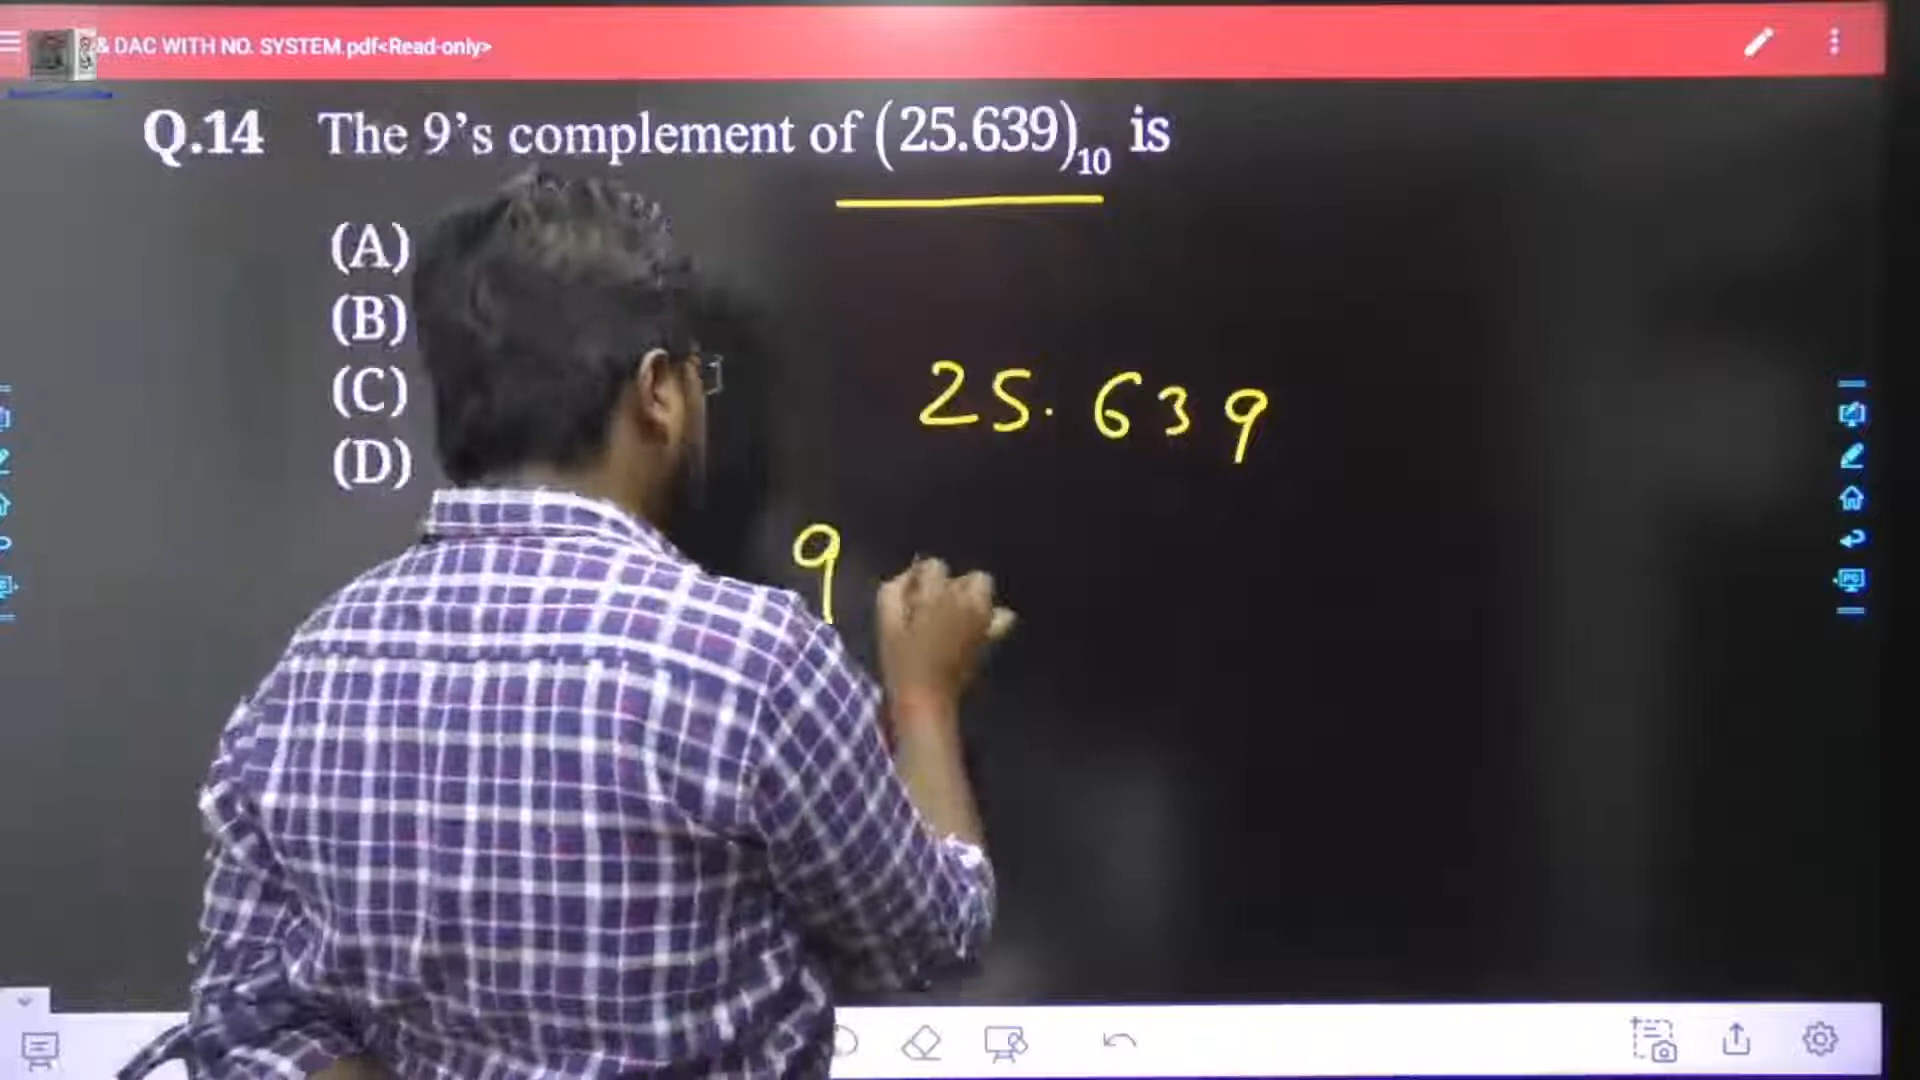 & DAC WITH NO. SYSTEM.pdf<Read-only>
Q.14 The 9's complement of (25.639)₁₀ is
(A)
(B)
(C)
(D)
25.639
9
PC